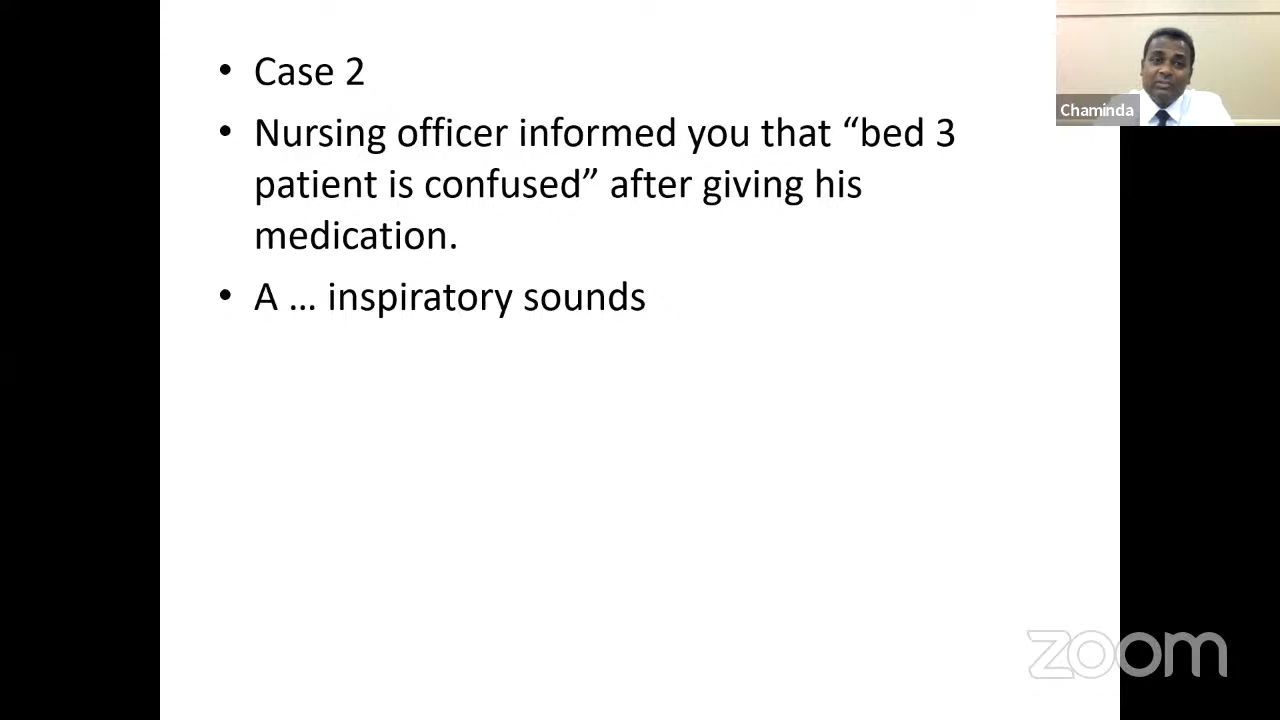 • Case 2
Chaminda
• Nursing officer informed you that “bed 3
patient is confused” after giving his
medication.
• A … inspiratory sounds
zoom